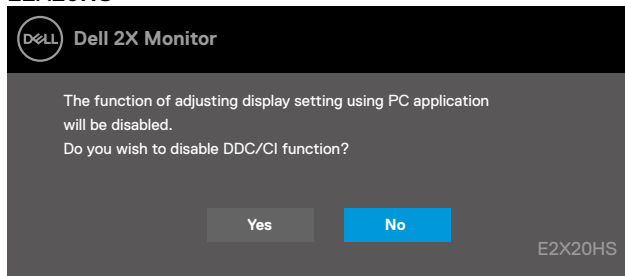 E2X20HS
DELL Dell 2X Monitor
The function of adjusting display setting using PC application
will be disabled.
Do you wish to disable DDC/CI function?
Yes No
E2X20HS